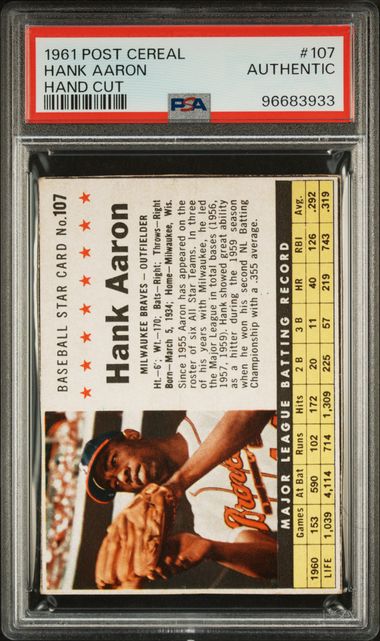 1961 POST CEREAL #107
HANK AARON AUTHENTIC
HAND CUT
PSA 96683933
BASEBALL STAR CARD No. 107
Hank Aaron
MILWAUKEE BRAVES — OUTFIELDER
Ht.—6' Wt.—170; Bats—Right; Throws—Right
Born—March 5, 1934; Home—Milwaukee, Wis.
Since 1955 Aaron has appeared on the
roster of six All Star Teams. In three
of his years with Milwaukee, he led
the Major League in total bases (1956,
1957, 1959). Hank showed great ability
as a hitter during the 1959 season
when he won his second NL Batting
Championship with a .355 average.
Braves
MAJOR LEAGUE BATTING RECORD
Games At Bat Runs Hits 2 B 3 B HR RBI Avg.
1960 153 590 102 172 20 11 40 126 .292
LIFE 1,039 4,114 714 1,309 225 57 219 743 .319